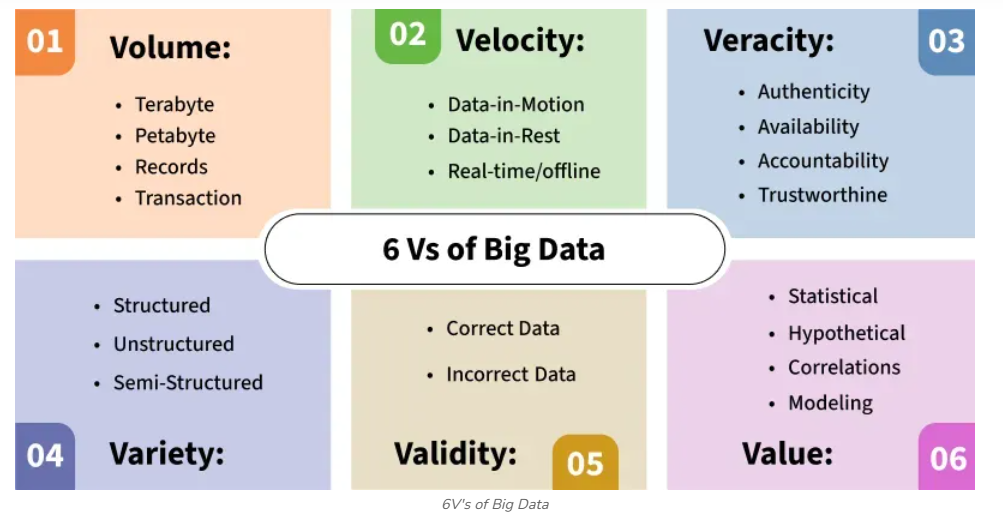 01
Volume:
• Terabyte
• Petabyte
• Records
• Transaction
02
Velocity:
• Data-in-Motion
• Data-in-Rest
• Real-time/offline
Veracity:
03
• Authenticity
• Availability
• Accountability
• Trustworthine
6 Vs of Big Data
• Structured
• Unstructured
• Semi-Structured
04
Variety:
• Correct Data
• Incorrect Data
Validity:
05
• Statistical
• Hypothetical
• Correlations
• Modeling
Value:
06
6V's of Big Data